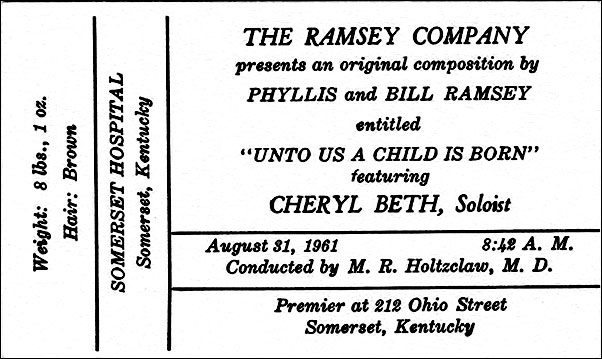 Weight: 8 lbs., 1 oz.
Hair: Brown
SOMERSET HOSPITAL
Somerset, Kentucky
THE RAMSEY COMPANY
presents an original composition by
PHYLLIS and BILL RAMSEY
entitled
"UNTO US A CHILD IS BORN"
featuring
CHERYL BETH, Soloist
August 31, 1961 8:42 A. M.
Conducted by M. R. Holtzclaw, M. D.
Premier at 212 Ohio Street
Somerset, Kentucky